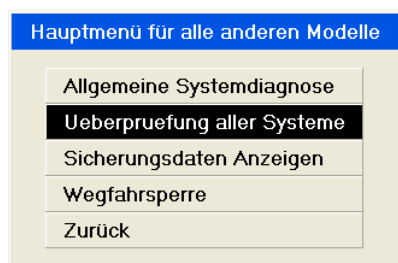 Hauptmenü für alle anderen Modelle
Allgemeine Systemdiagnose
Ueberpruefung aller Systeme
Sicherungsdaten Anzeigen
Wegfahrsperre
Zurück